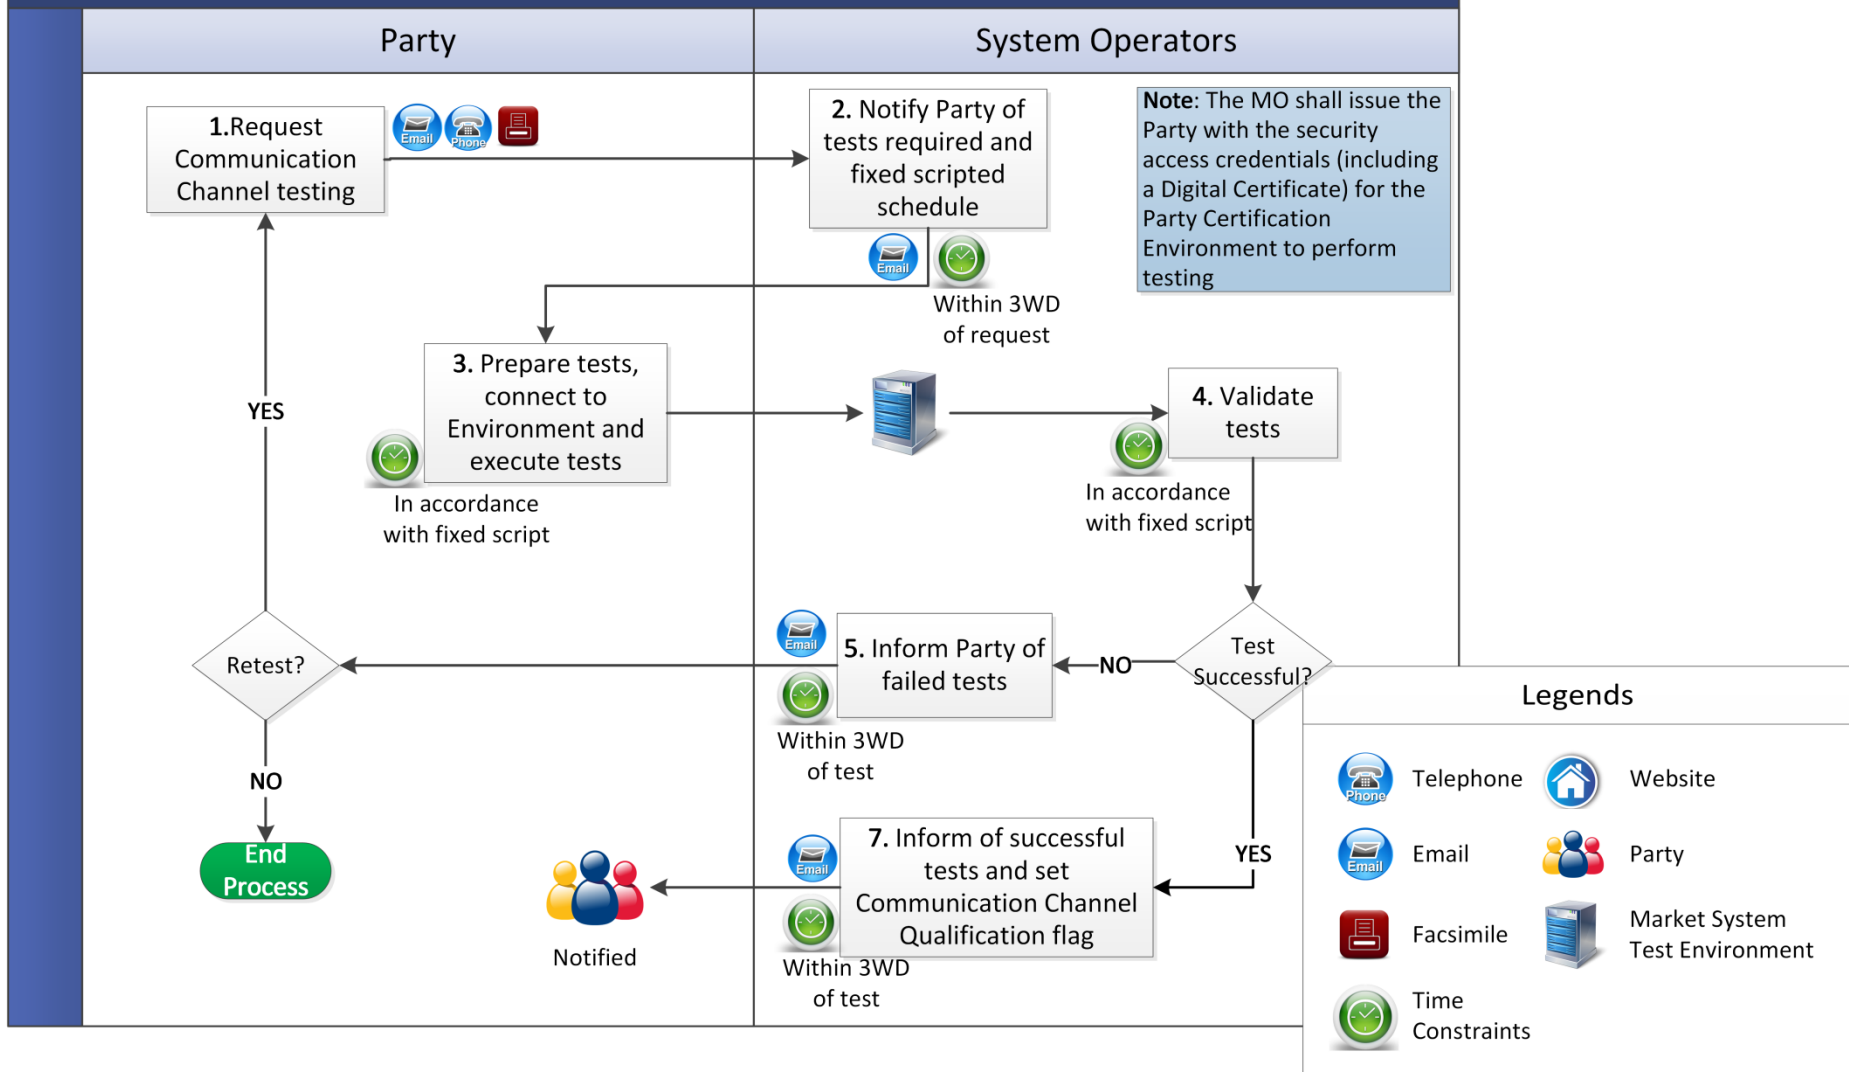 Party
System Operators
1.Request
Communication
Channel testing
Email
Phone
2. Notify Party of
tests required and
fixed scripted
schedule
Note: The MO shall issue the
Party with the security
access credentials (including
a Digital Certificate) for the
Party Certification
Environment to perform
testing
Email
Within 3WD
of request
3. Prepare tests,
connect to
Environment and
execute tests
In accordance
with fixed script
4. Validate
tests
In accordance
with fixed script
YES
Retest?
NO
End
Process
Email
5. Inform Party of
failed tests
Within 3WD
of test
NO
Test
Successful?
YES
Email
7. Inform of successful
tests and set
Communication Channel
Qualification flag
Within 3WD
of test
Notified
Legends
Phone
Telephone
Website
Email
Email
Party
Facsimile
Market System
Test Environment
Time
Constraints